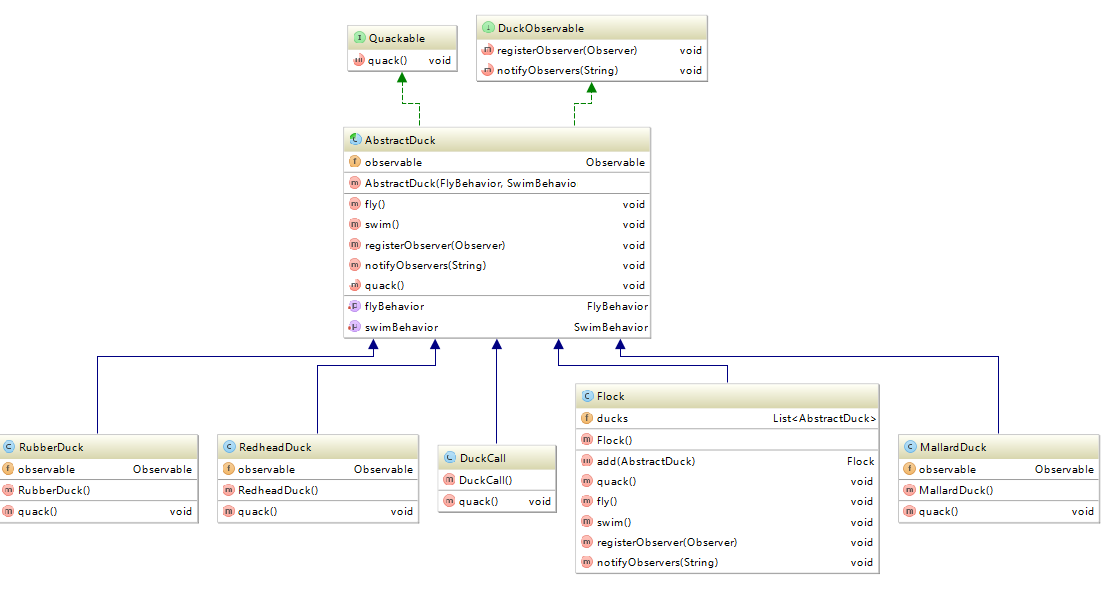 Quackable
quack() void
DuckObservable
registerObserver(Observer) void
notifyObservers(String) void
AbstractDuck
observable Observable
AbstractDuck(FlyBehavior, SwimBehavio
fly() void
swim() void
registerObserver(Observer) void
notifyObservers(String) void
quack() void
flyBehavior FlyBehavior
swimBehavior SwimBehavior
RubberDuck
observable Observable
RubberDuck()
quack() void
RedheadDuck
observable Observable
RedheadDuck()
quack() void
DuckCall
DuckCall()
quack() void
Flock
ducks List<AbstractDuck>
Flock()
add(AbstractDuck) Flock
quack() void
fly() void
swim() void
registerObserver(Observer) void
notifyObservers(String) void
MallardDuck
observable Observable
MallardDuck()
quack() void